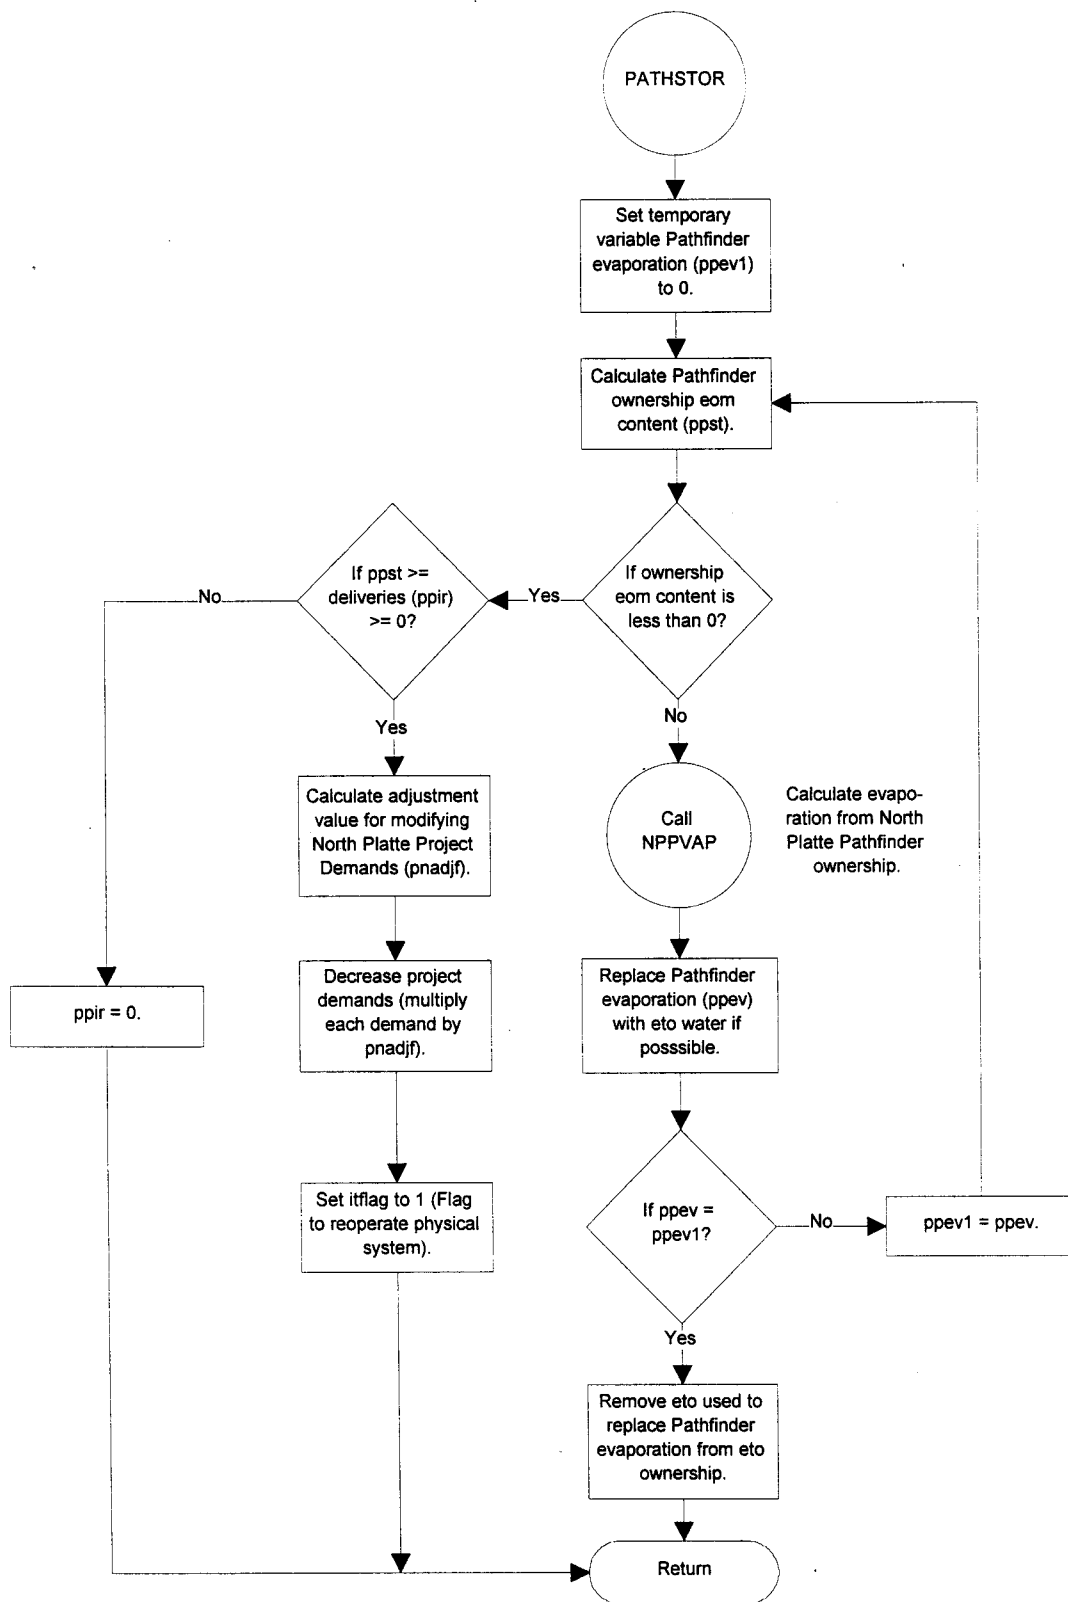 PATHSTOR
Set temporary
variable Pathfinder
evaporation (ppev1)
to 0.
Calculate Pathfinder
ownership eom
content (ppst).
If ownership
eom content is
less than 0?
Yes
No
If ppst >=
deliveries (ppir)
>= 0?
No
Yes
Calculate adjustment
value for modifying
North Platte Project
Demands (pnadjf).
Decrease project
demands (multiply
each demand by
pnadjf).
Set itflag to 1 (Flag
to reoperate physical
system).
ppir = 0.
Call
NPPVAP
Calculate evapo-
ration from North
Platte Pathfinder
ownership.
Replace Pathfinder
evaporation (ppev)
with eto water if
posssible.
If ppev =
ppev1?
No
ppev1 = ppev.
Yes
Remove eto used to
replace Pathfinder
evaporation from eto
ownership.
Return